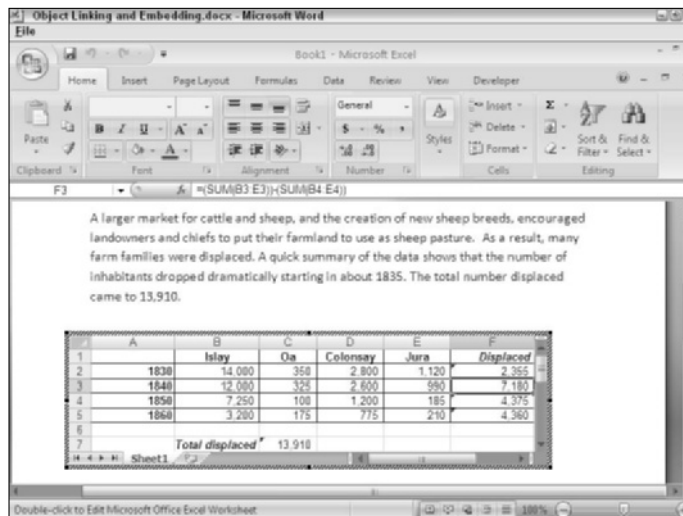 Object Linking and Embedding.docx - Microsoft Word
File
Book1 - Microsoft Excel
Home Insert Page Layout Formulas Data Review View Developer
General
Insert
Paste
B I U
$ % ,
Styles
Delete
Sort & Filter
Find & Select
Format
Clipboard Font Alignment Number Cells Editing
F3 fx =(SUM(B3:E3))-(SUM(B4:E4))
A larger market for cattle and sheep, and the creation of new sheep breeds, encouraged
landowners and chiefs to put their farmland to use as sheep pasture. As a result, many
farm families were displaced. A quick summary of the data shows that the number of
inhabitants dropped dramatically starting in about 1835. The total number displaced
came to 13,910.
A B C D E F
1 Islay Oa Colonsay Jura Displaced
2 1830 14,000 350 2,800 1,120 2,355
3 1840 12,000 325 2,600 990 7,180
4 1850 7,250 100 1,200 185 4,375
5 1860 3,200 175 775 210 4,360
6
7 Total displaced 13,910
Sheet1
Double-click to Edit Microsoft Office Excel Worksheet
100%